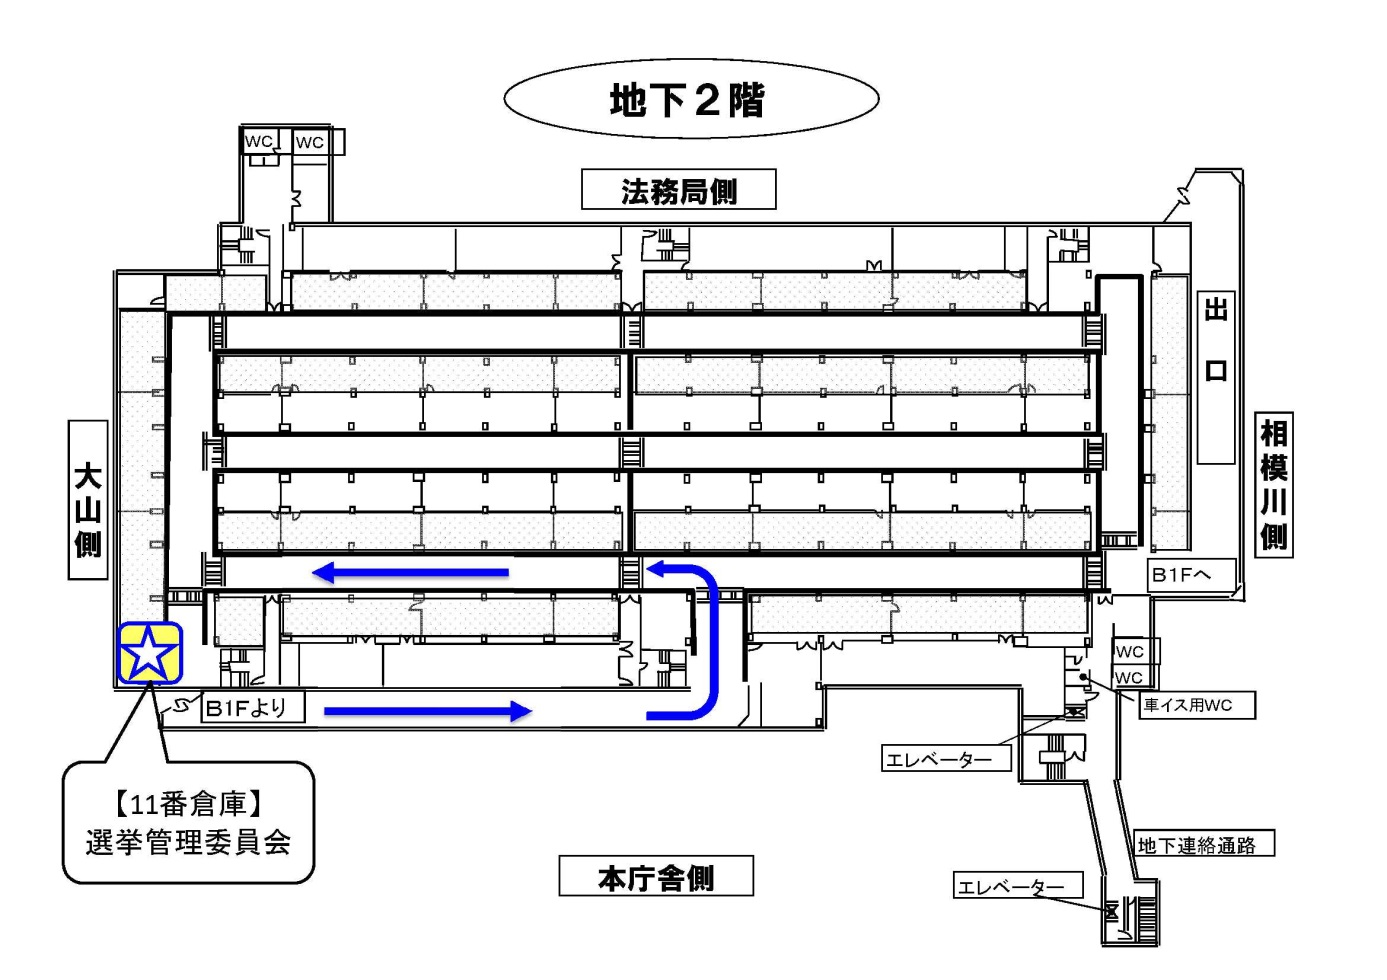 地下２階
WC
WC
法務局側
出口
大山側
相模川側
B1Fへ
WC
WC
車イス用WC
B1Fより
エレベーター
【11番倉庫】
選挙管理委員会
地下連絡通路
本庁舎側
エレベーター